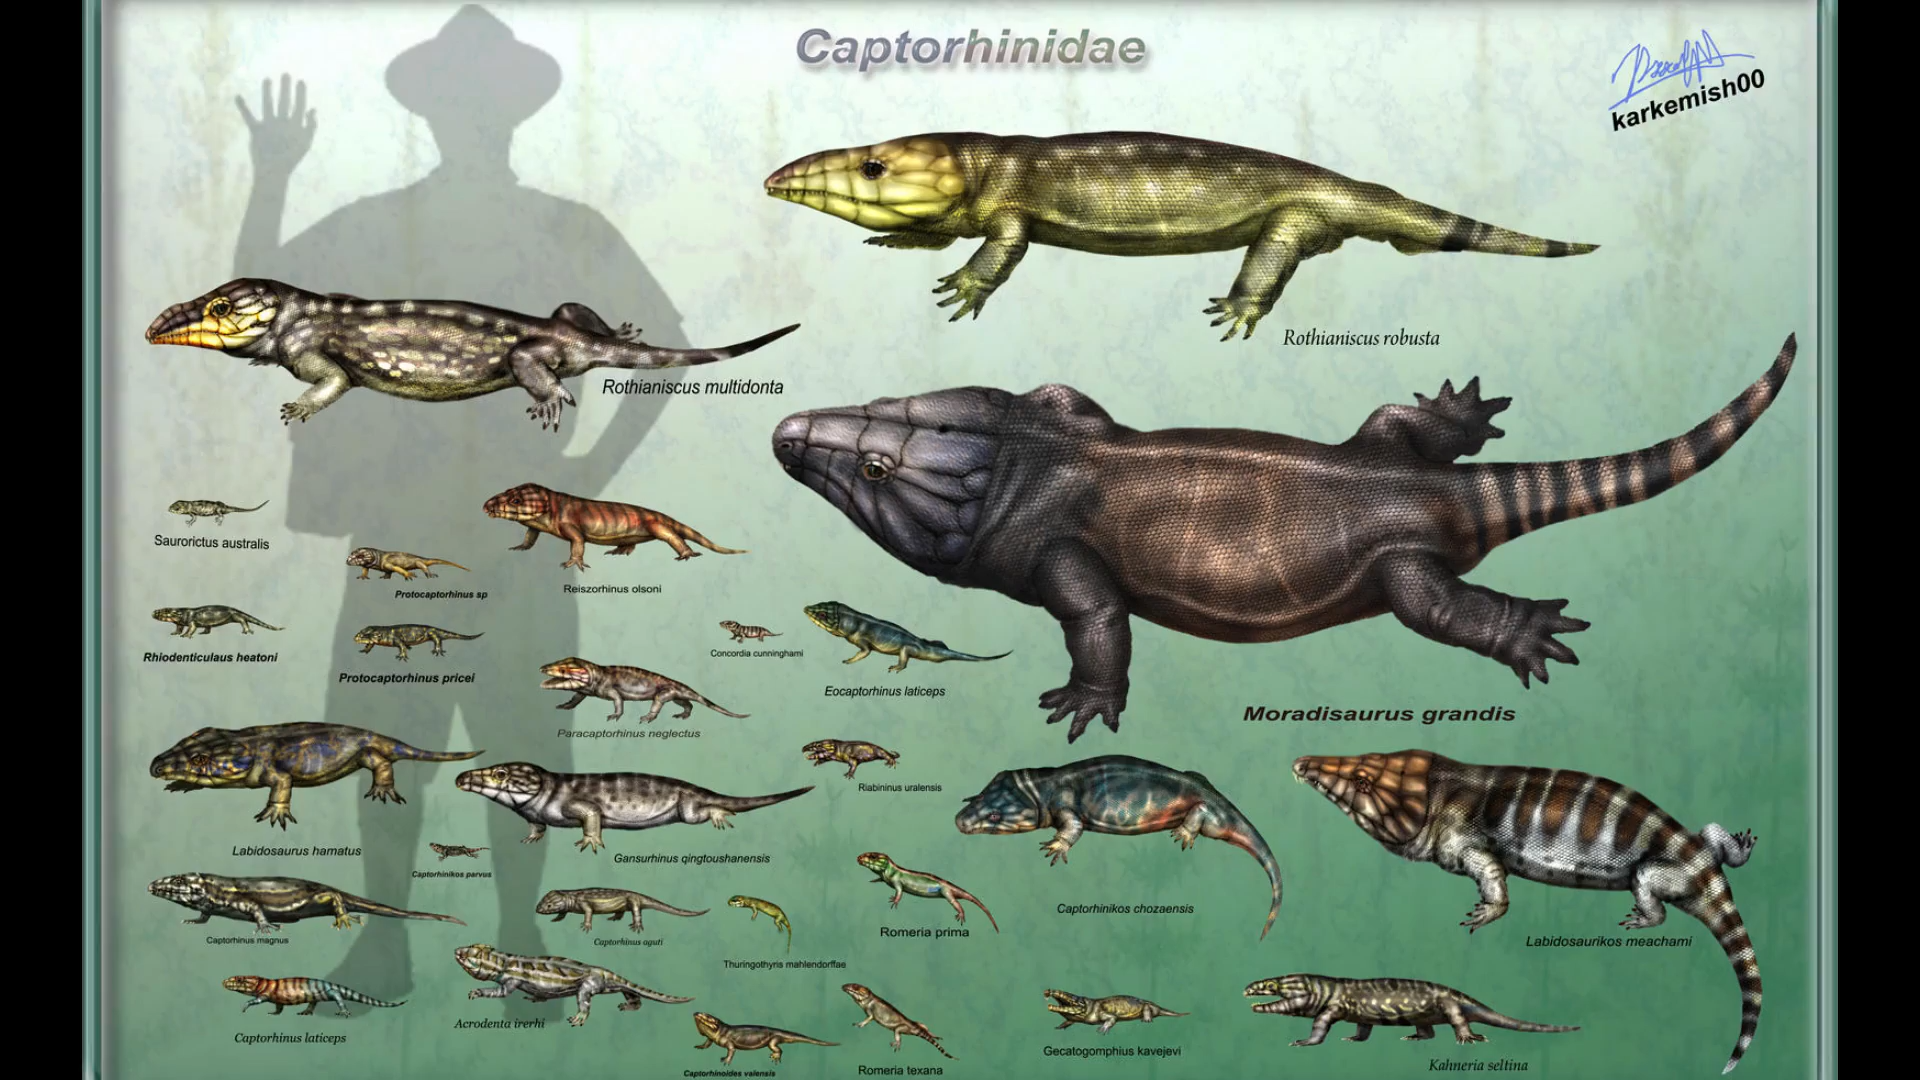 Captorhinidae
karkemish00
Rothianiscus robusta
Rothianiscus multidonta
Saurorictus australis
Protocaptorhinus sp
Reiszorhinus olsoni
Rhiodenticulaus heatoni
Protocaptorhinus pricei
Concordia cunninghami
Eocaptorhinus laticeps
Paracaptorhinus neglectus
Moradisaurus grandis
Riabininus uralensis
Labidosaurus hamatus
Gansurhinus qingtoushanensis
Captorhinikos parvus
Captorhinikos chozaensis
Captorhinus magnus
Captorhinus aguti
Romeria prima
Labidosaurikos meachami
Thuringothyris mahlendorffae
Captorhinus laticeps
Acrodenta irerhi
Gecatogomphius kavejevi
Kahneria seltina
Captorhinoides valensis
Romeria texana